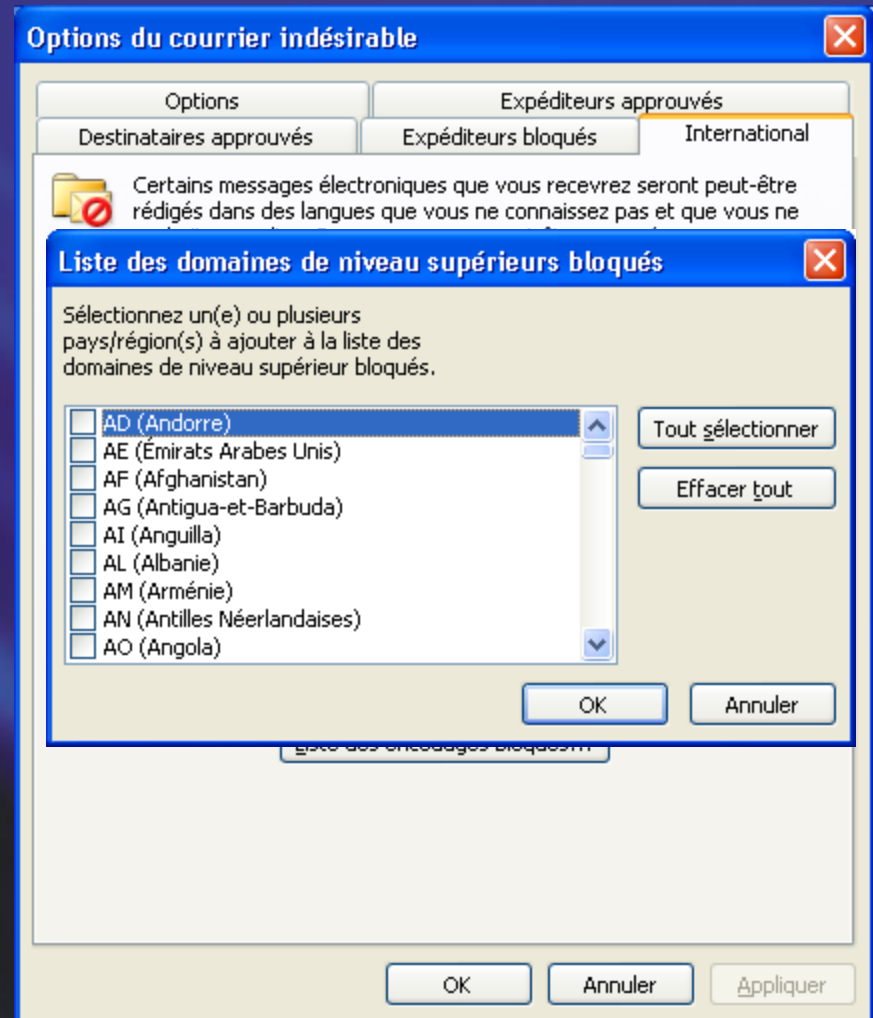 Options du courrier indésirable
Options
Expéditeurs approuvés
Destinataires approuvés
Expéditeurs bloqués
International
Certains messages électroniques que vous recevrez seront peut-être
rédigés dans des langues que vous ne connaissez pas et que vous ne
Liste des domaines de niveau supérieurs bloqués
Sélectionnez un(e) ou plusieurs
pays/région(s) à ajouter à la liste des
domaines de niveau supérieur bloqués.
AD (Andorre)
AE (Émirats Arabes Unis)
AF (Afghanistan)
AG (Antigua-et-Barbuda)
AI (Anguilla)
AL (Albanie)
AM (Arménie)
AN (Antilles Néerlandaises)
AO (Angola)
Tout sélectionner
Effacer tout
OK
Annuler
Liste des encodages bloqués...
OK
Annuler
Appliquer